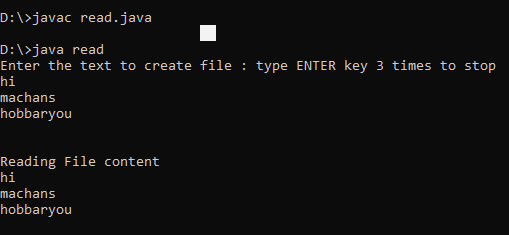 D:\>javac read.java
D:\>java read
Enter the text to create file : type ENTER key 3 times to stop
hi
machans
hobbaryou
Reading File content
hi
machans
hobbaryou